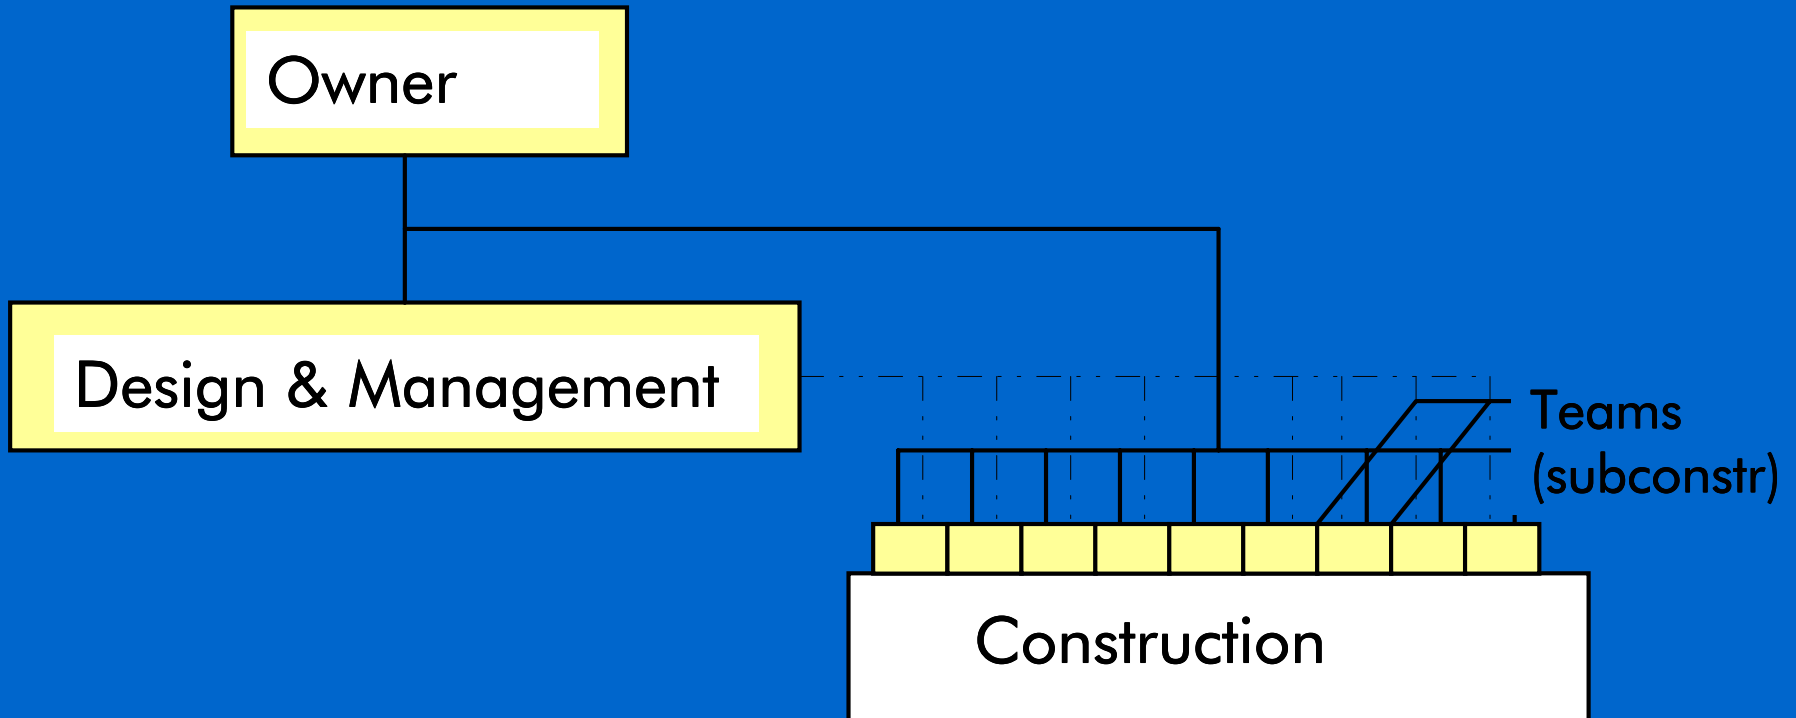 Owner
Design & Management
Teams
(subconstr)
Construction